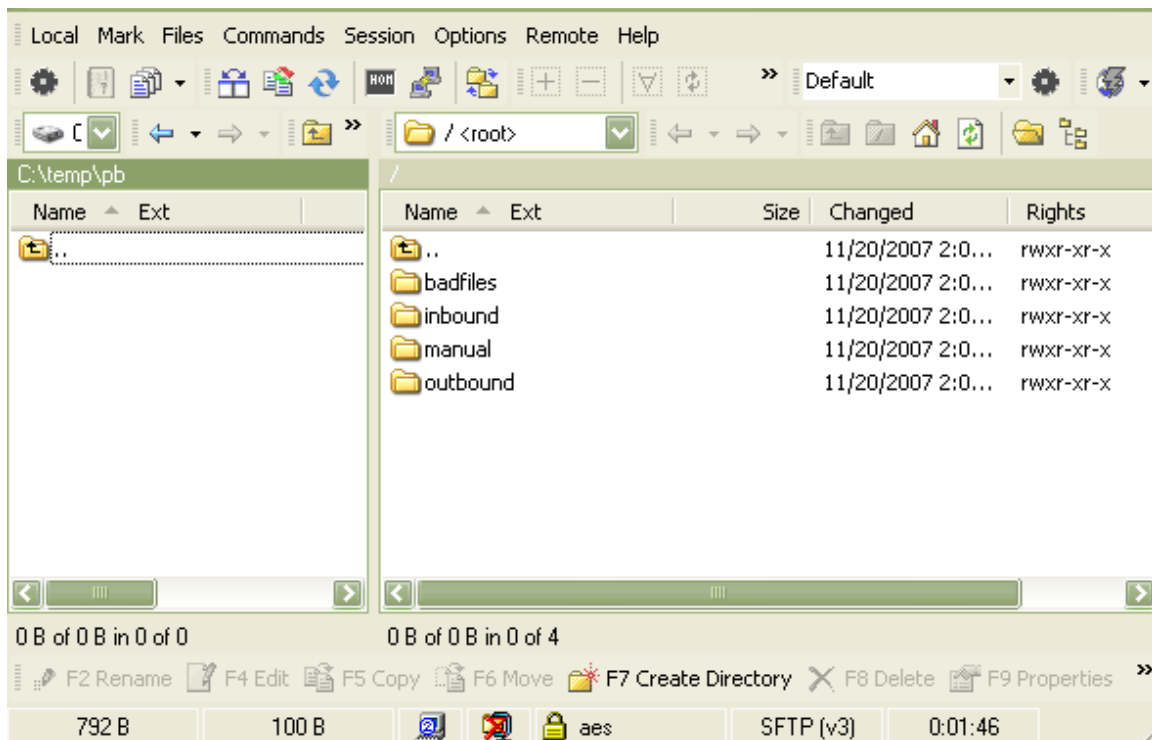 Local Mark Files Commands Session Options Remote Help
HOM Default
/ <root>
C:\temp\pb
/
Name Ext
Name Ext Size Changed Rights
..
.. 11/20/2007 2:0... rwxr-xr-x
badfiles 11/20/2007 2:0... rwxr-xr-x
inbound 11/20/2007 2:0... rwxr-xr-x
manual 11/20/2007 2:0... rwxr-xr-x
outbound 11/20/2007 2:0... rwxr-xr-x
0 B of 0 B in 0 of 0
0 B of 0 B in 0 of 4
F2 Rename F4 Edit F5 Copy F6 Move F7 Create Directory F8 Delete F9 Properties
792 B 100 B aes SFTP (v3) 0:01:46